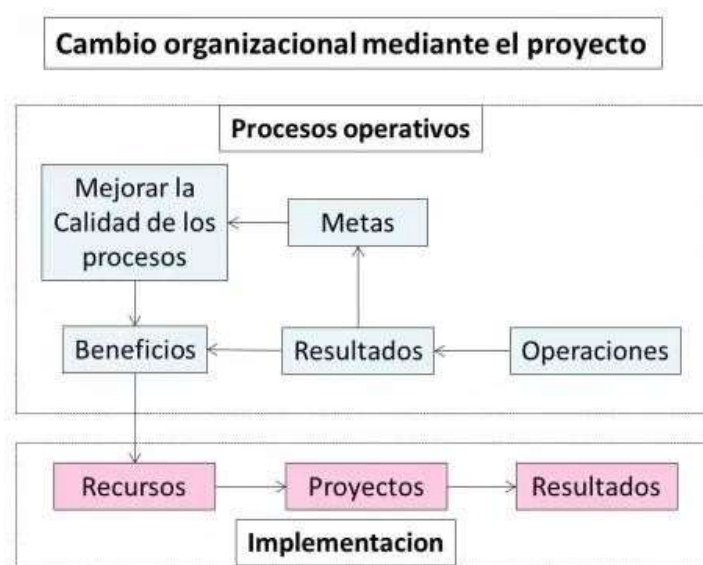 Cambio organizacional mediante el proyecto
Procesos operativos
Mejorar la
Calidad de los
procesos
Metas
Beneficios
Resultados
Operaciones
Recursos
Proyectos
Resultados
Implementacion